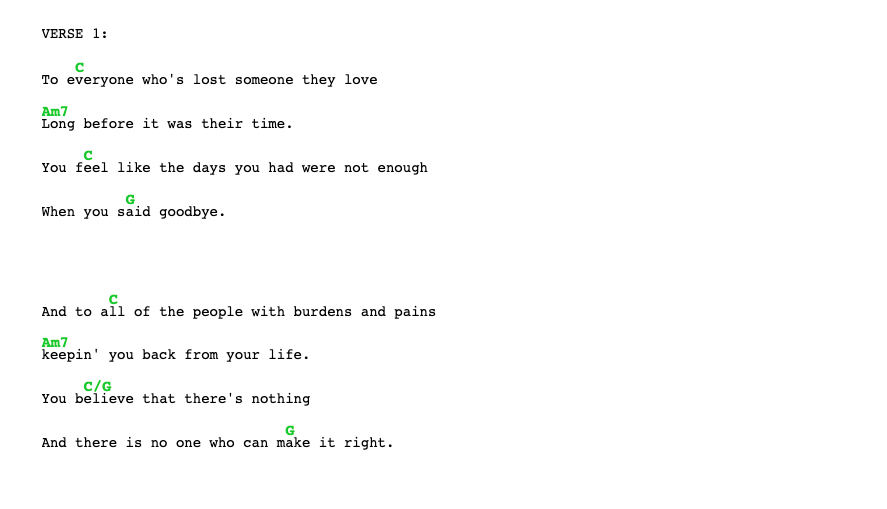 VERSE 1:
C
To everyone who's lost someone they love
Am7
Long before it was their time.
C
You feel like the days you had were not enough
G
When you said goodbye.
C
And to all of the people with burdens and pains
Am7
keepin' you back from your life.
C/G
You believe that there's nothing
G
And there is no one who can make it right.